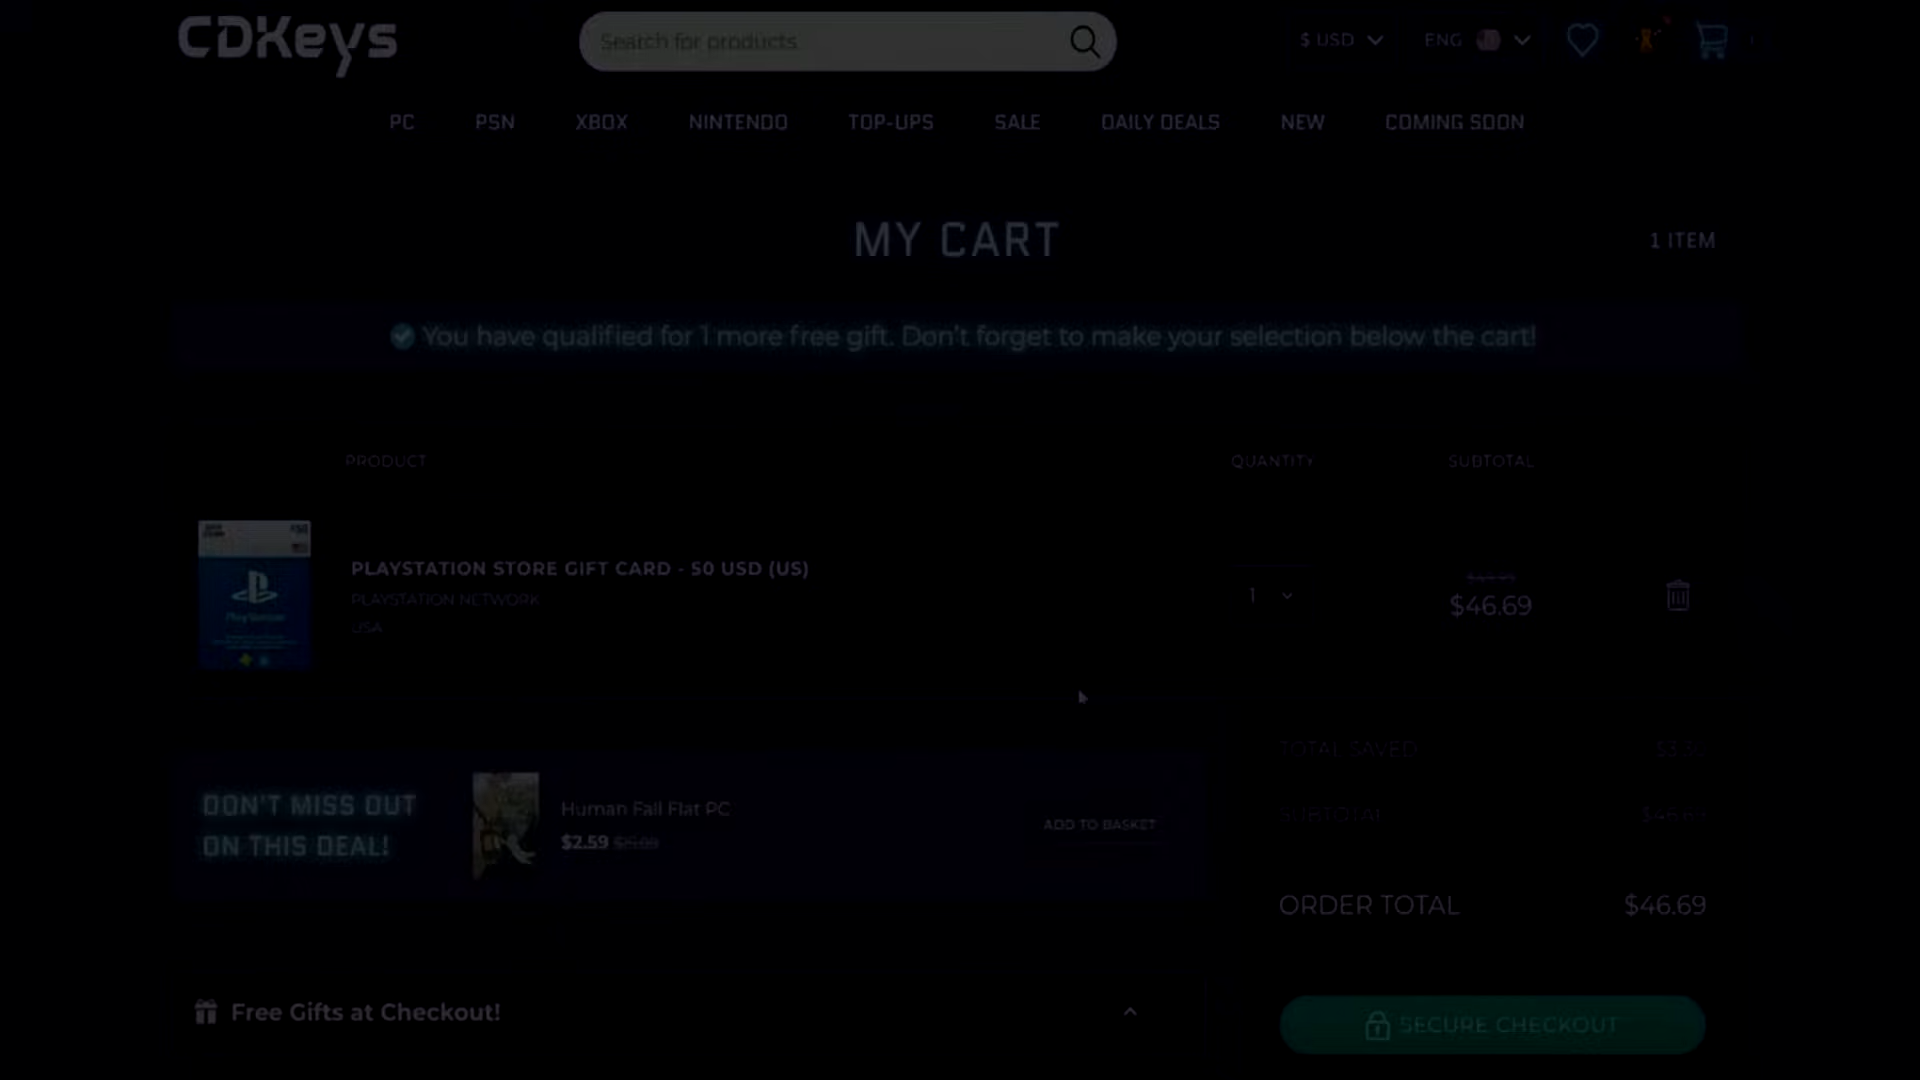 CDKeys
Search for products
$ USD
ENG
PC PSN XBOX NINTENDO TOP-UPS SALE DAILY DEALS NEW COMING SOON
MY CART
1 ITEM
You have qualified for 1 more free gift. Don't forget to make your selection below the cart!
PRODUCT QUANTITY SUBTOTAL
PLAYSTATION STORE GIFT CARD - 50 USD (US)
PLAYSTATION NETWORK
USA
1
$46.69
PlayStation
TOTAL SAVED
SUBTOTAL
DON'T MISS OUT
ON THIS DEAL!
Human Fall Flat PC
$2.59
ADD TO BASKET
ORDER TOTAL $46.69
Free Gifts at Checkout!
SECURE CHECKOUT